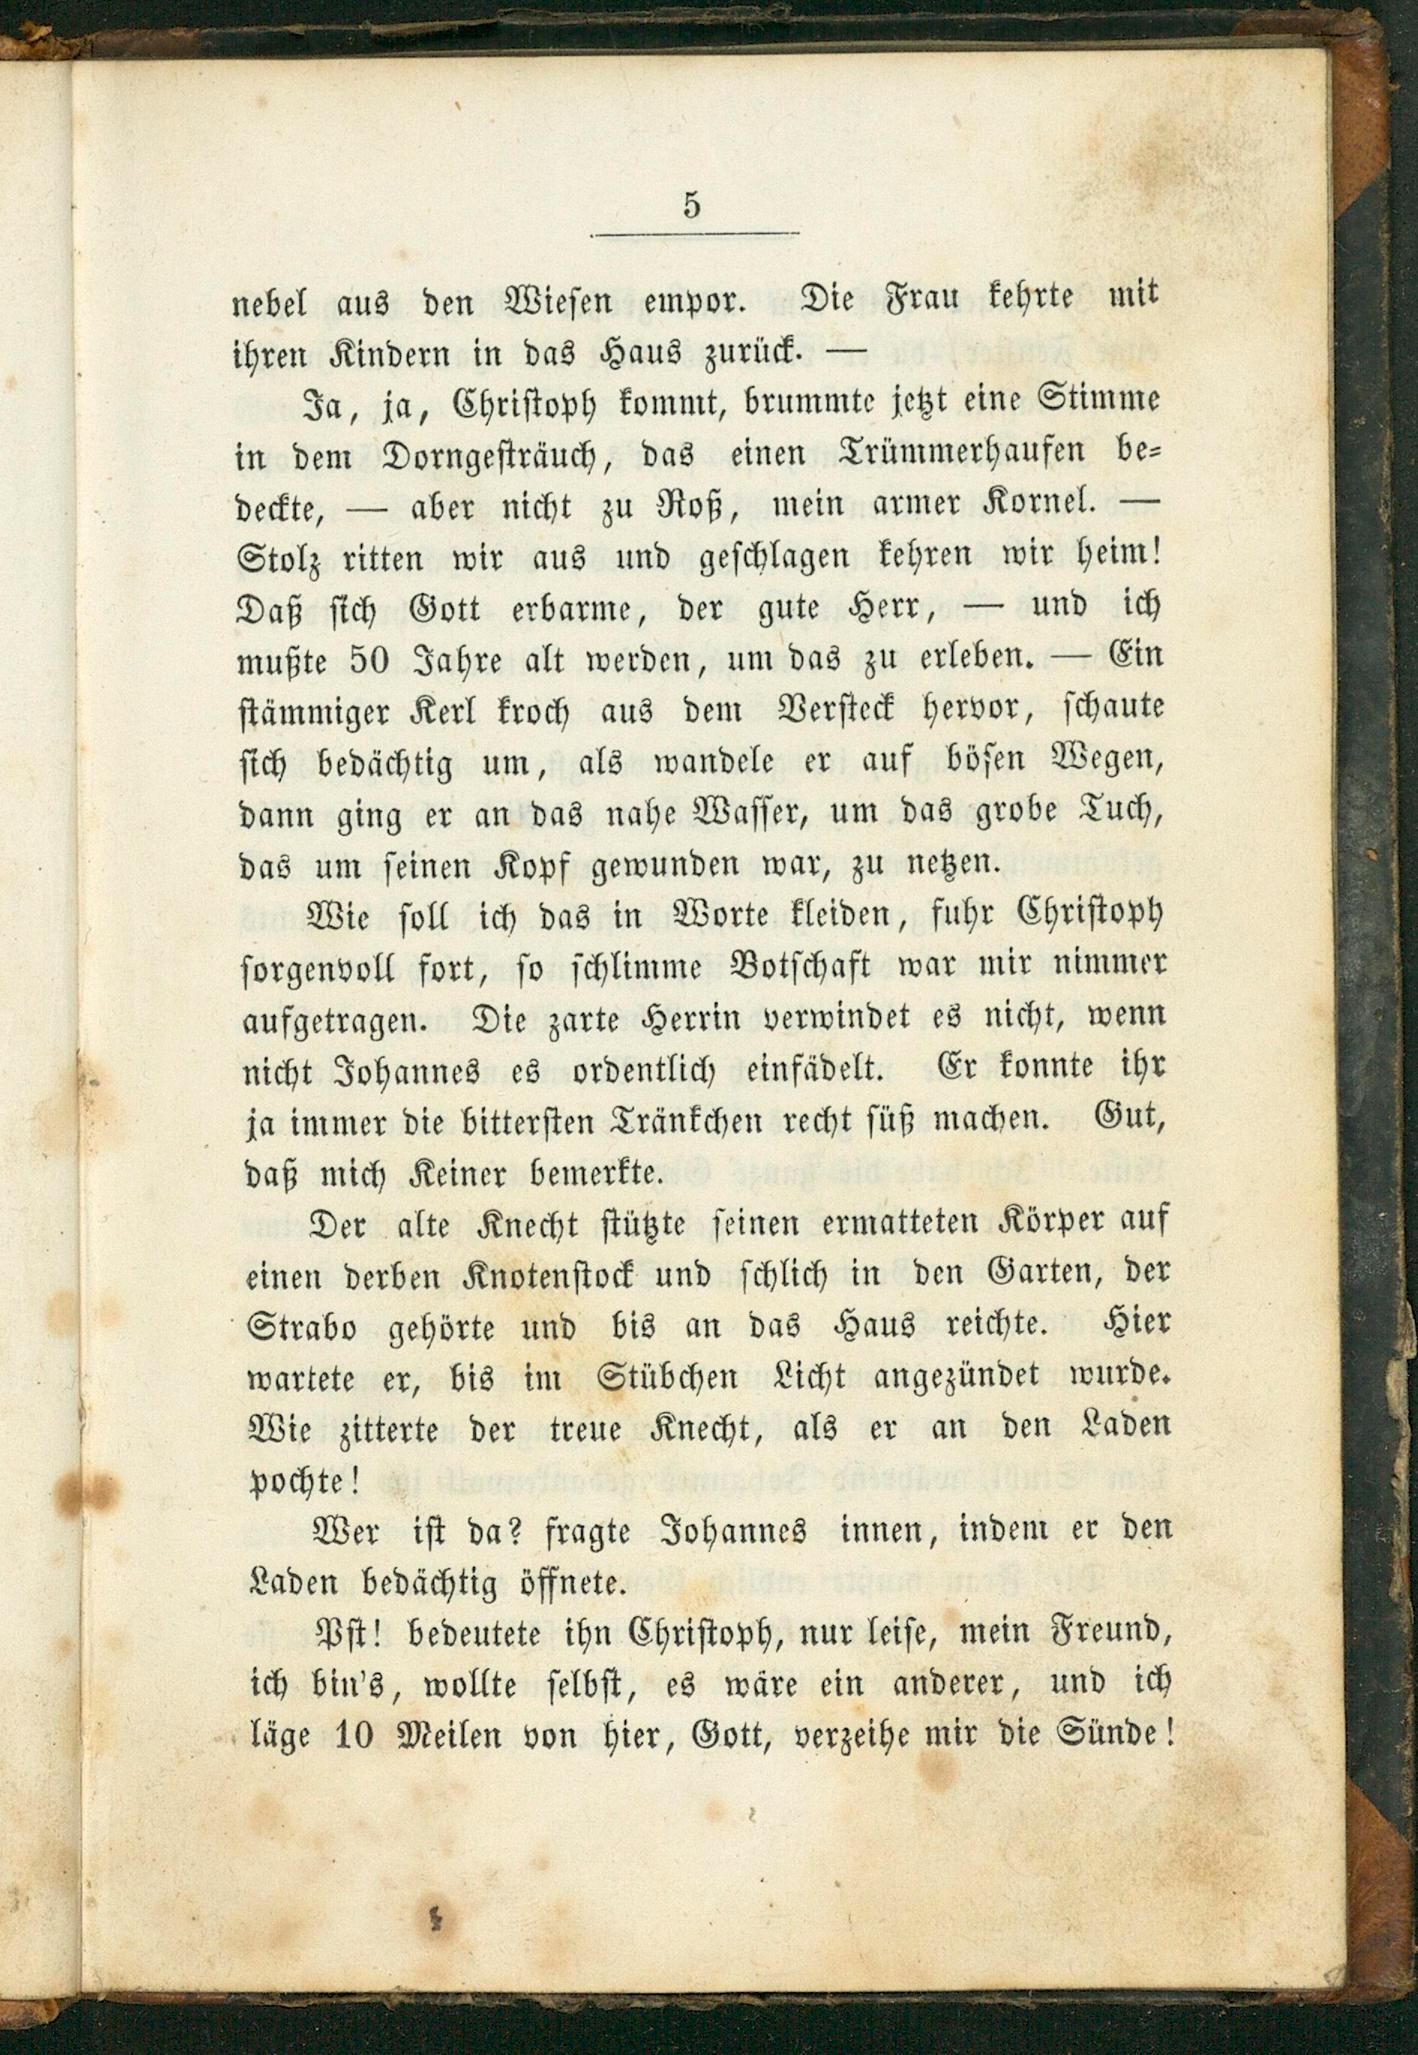 5
nebel aus den Wiesen empor. Die Frau kehrte mit
ihren Kindern in das Haus zurück. —
Ja, ja, Christoph kommt, brummte jetzt eine Stimme
in dem Dorngesträuch, das einen Trümmerhaufen be-
deckte, — aber nicht zu Roß, mein armer Kornel. —
Stolz ritten wir aus und geschlagen kehren wir heim!
Daß sich Gott erbarme, der gute Herr, — und ich
mußte 50 Jahre alt werden, um das zu erleben. — Ein
stämmiger Kerl kroch aus dem Versteck hervor, schaute
sich bedächtig um, als wandele er auf bösen Wegen,
dann ging er an das nahe Wasser, um das grobe Tuch,
das um seinen Kopf gewunden war, zu netzen.
Wie soll ich das in Worte kleiden, fuhr Christoph
sorgenvoll fort, so schlimme Botschaft war mir nimmer
aufgetragen. Die zarte Herrin verwindet es nicht, wenn
nicht Johannes es ordentlich einfädelt. Er konnte ihr
ja immer die bittersten Tränkchen recht süß machen. Gut,
daß mich Keiner bemerkte.
Der alte Knecht stützte seinen ermatteten Körper auf
einen derben Knotenstock und schlich in den Garten, der
Strabo gehörte und bis an das Haus reichte. Hier
wartete er, bis im Stübchen Licht angezündet wurde.
Wie zitterte der treue Knecht, als er an den Laden
pochte!
Wer ist da? fragte Johannes innen, indem er den
Laden bedächtig öffnete.
Pst! bedeutete ihn Christoph, nur leise, mein Freund,
ich bin's, wollte selbst, es wäre ein anderer, und ich
läge 10 Meilen von hier, Gott, verzeihe mir die Sünde!